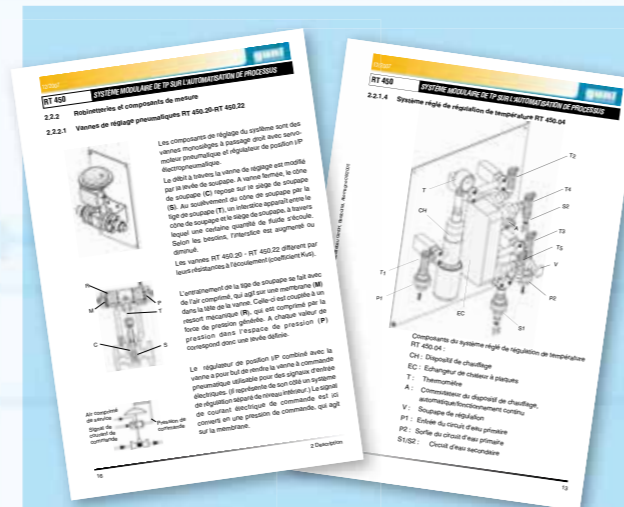 gunt
RT 450 SYSTÈME MODULAIRE DE TP SUR L'AUTOMATISATION DE PROCESSUS
2.2.2 Robinetteries et composants de mesure
2.2.2.1 Vannes de réglage pneumatiques RT 450.20-RT 450.22
Les composants de réglage du système sont des
vannes monosièges à passage droit avec servo-
moteur pneumatique et régulateur de position I/P
électropneumatique.
Le débit à travers la vanne de réglage est modifié
par la levée de soupape. A vanne fermée, le cône
de soupape (C) repose sur le siège de soupape
(S). Au soulèvement du cône de soupape par la
tige de soupape (T), un interstice apparaît entre le
cône de soupape et le siège de soupape, à travers
lequel une certaine quantité de fluide s'écoule.
Selon les besoins, l'interstice est augmenté ou
diminué.
Les vannes RT 450.20 - RT 450.22 diffèrent par
leurs résistances à l'écoulement (coefficient Kvs).
R
M
P
T
C
S
L'entraînement de la tige de soupape se fait avec
de l'air comprimé, qui agit sur une membrane (M)
dans la tête de la vanne. Celle-ci est couplée à un
ressort mécanique (R), qui est comprimé par la
force de pression générée. A chaque valeur de
pression dans l'espace de pression (P)
correspond donc une levée définie.
Le régulateur de position I/P combiné avec la
vanne a pour but de rendre la vanne à commande
pneumatique utilisable pour des signaux d'entrée
électriques. (Il représente de son côté un système
de régulation séparé de niveau inférieur.) Le signal
de courant électrique de commande est ici
converti en une pression de commande, qui agit
sur la membrane.
Air comprimé
de service
Signal de
courant de
commande
Pression de
commande
16
2 Description
gunt
RT 450 SYSTÈME MODULAIRE DE TP SUR L'AUTOMATISATION DE PROCESSUS
2.2.1.4 Système réglé de régulation de température RT 450.04
T2
T
T4
S2
CH
T3
T5
V
T1
P1
P2
EC
S1
Composants du système réglé de régulation de température
RT 450.04 :
CH : Dispositif de chauffage
EC : Echangeur de chaleur à plaques
T : Thermomètre
A : Commutateur du dispositif de chauffage,
automatique/fonctionnement continu
V : Soupape de régulation
P1 : Entrée du circuit d'eau primaire
P2 : Sortie du circuit d'eau primaire
S1/S2 : Circuit d'eau secondaire
13